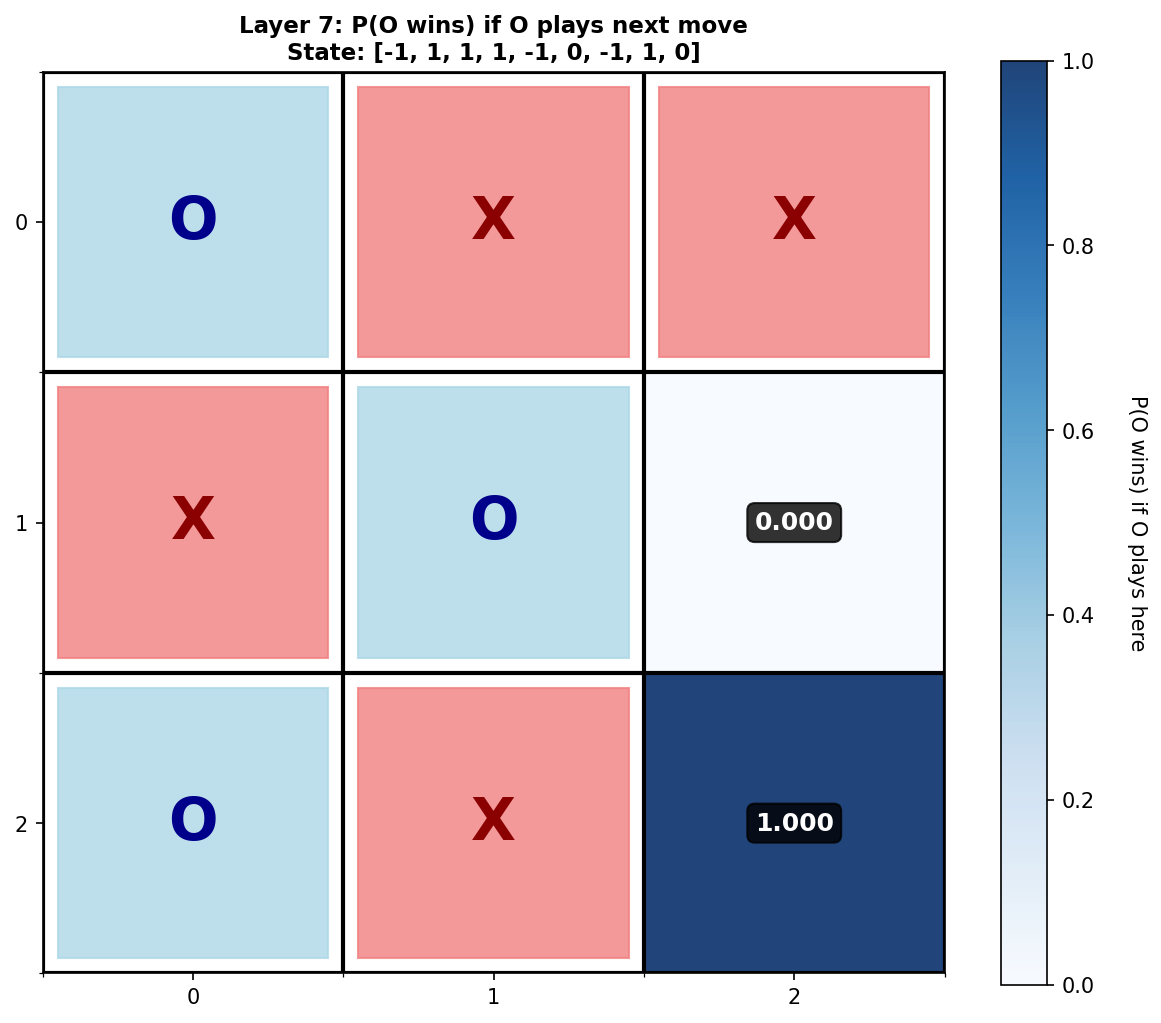 Layer 7: P(O wins) if O plays next move
State: [-1, 1, 1, 1, -1, 0, -1, 1, 0]
0
O
X
X
1
X
O
0.000
2
O
X
1.000
0
1
2
1.0
0.8
0.6
0.4
0.2
0.0
P(O wins) if O plays here